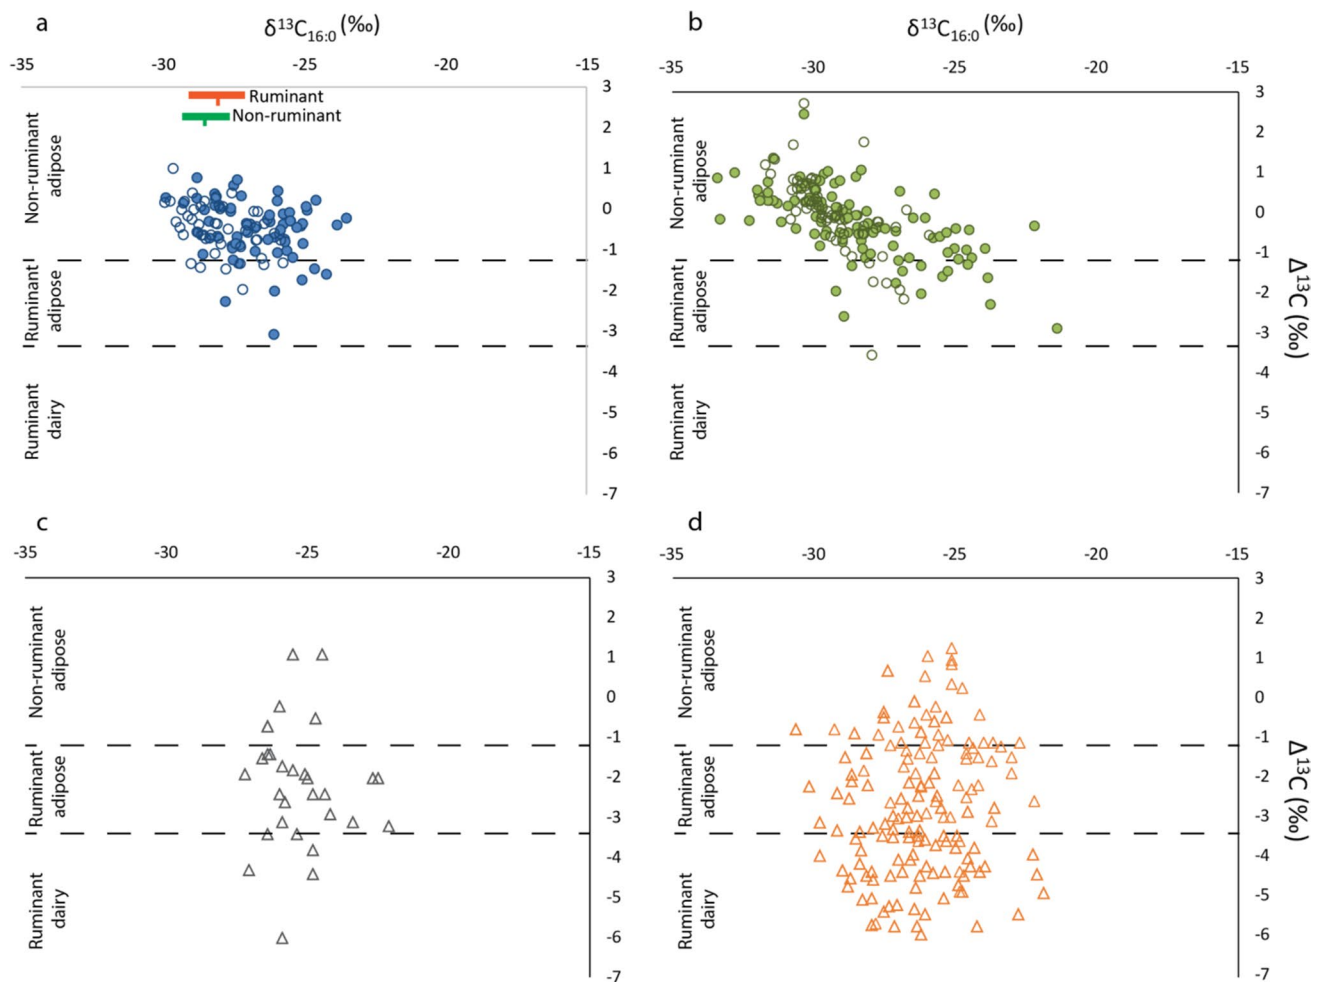 a
δ13C16:0 (‰)
-35 -30 -25 -20 -15
Ruminant
Non-ruminant
3
2
1
0
-1
-2
-3
-4
-5
-6
-7
Non-ruminant
adipose
Ruminant
adipose
Ruminant
dairy
b
δ13C16:0 (‰)
-35 -30 -25 -20 -15
3
2
1
0
-1
-2
-3
-4
-5
-6
-7
Non-ruminant
adipose
Ruminant
adipose
Ruminant
dairy
Δ13C (‰)
c
-35 -30 -25 -20 -15
3
2
1
0
-1
-2
-3
-4
-5
-6
-7
Non-ruminant
adipose
Ruminant
adipose
Ruminant
dairy
d
-35 -30 -25 -20 -15
3
2
1
0
-1
-2
-3
-4
-5
-6
-7
Non-ruminant
adipose
Ruminant
adipose
Ruminant
dairy
Δ13C (‰)